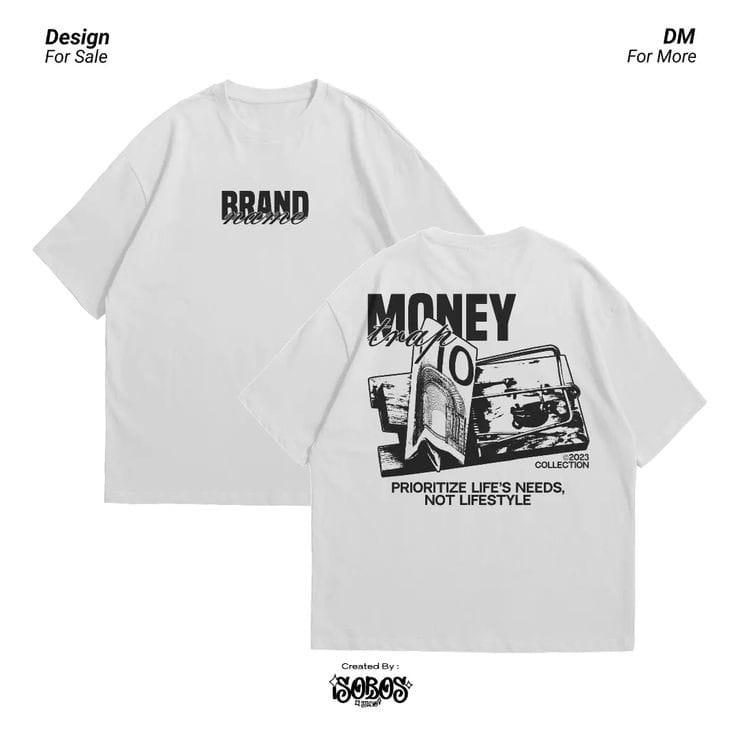 Design
For Sale
DM
For More
BRAND
name
MONEY
trap
10
©2023
COLLECTION
PRIORITIZE LIFE'S NEEDS,
NOT LIFESTYLE
Created By :
SOBOS